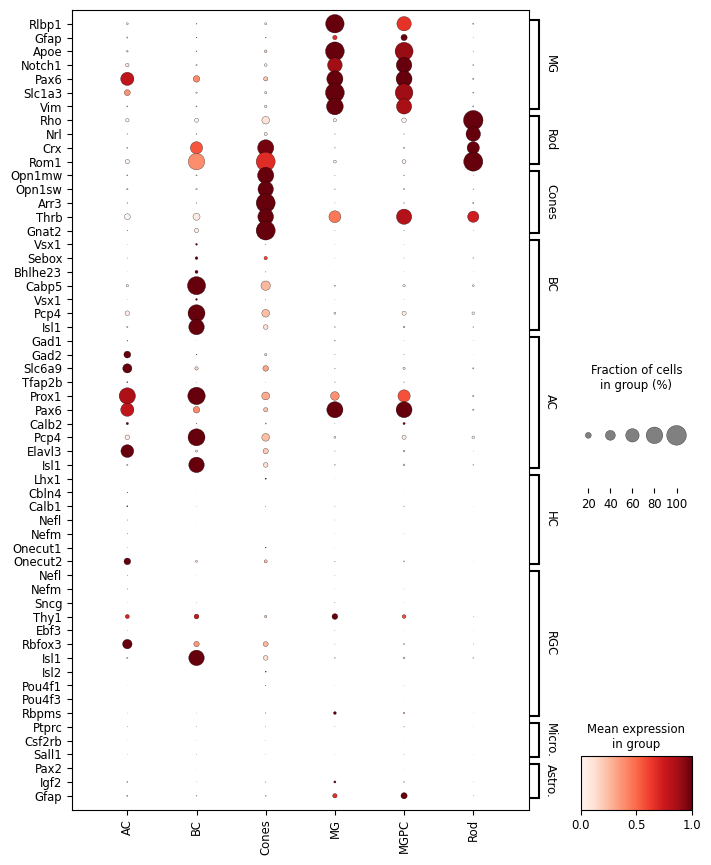 Rlbp1
Gfap
Apoe
Notch1
Pax6
Slc1a3
Vim
Rho
Nrl
Crx
Rom1
Opn1mw
Opn1sw
Arr3
Thrb
Gnat2
Vsx1
Sebox
Bhlhe23
Cabp5
Vsx1
Pcp4
Isl1
Gad1
Gad2
Slc6a9
Tfap2b
Prox1
Pax6
Calb2
Pcp4
Elavl3
Isl1
Lhx1
Cbln4
Calb1
Nefl
Nefm
Onecut1
Onecut2
Nefl
Nefm
Sncg
Thy1
Ebf3
Rbfox3
Isl1
Isl2
Pou4f1
Pou4f3
Rbpms
Ptprc
Csf2rb
Sall1
Pax2
Igf2
Gfap
AC
BC
Cones
MG
MGPC
Rod
MG
Rod
Cones
BC
AC
HC
RGC
Micro.
Astro.
Fraction of cells
in group (%)
20 40 60 80 100
Mean expression
in group
0.0 0.5 1.0